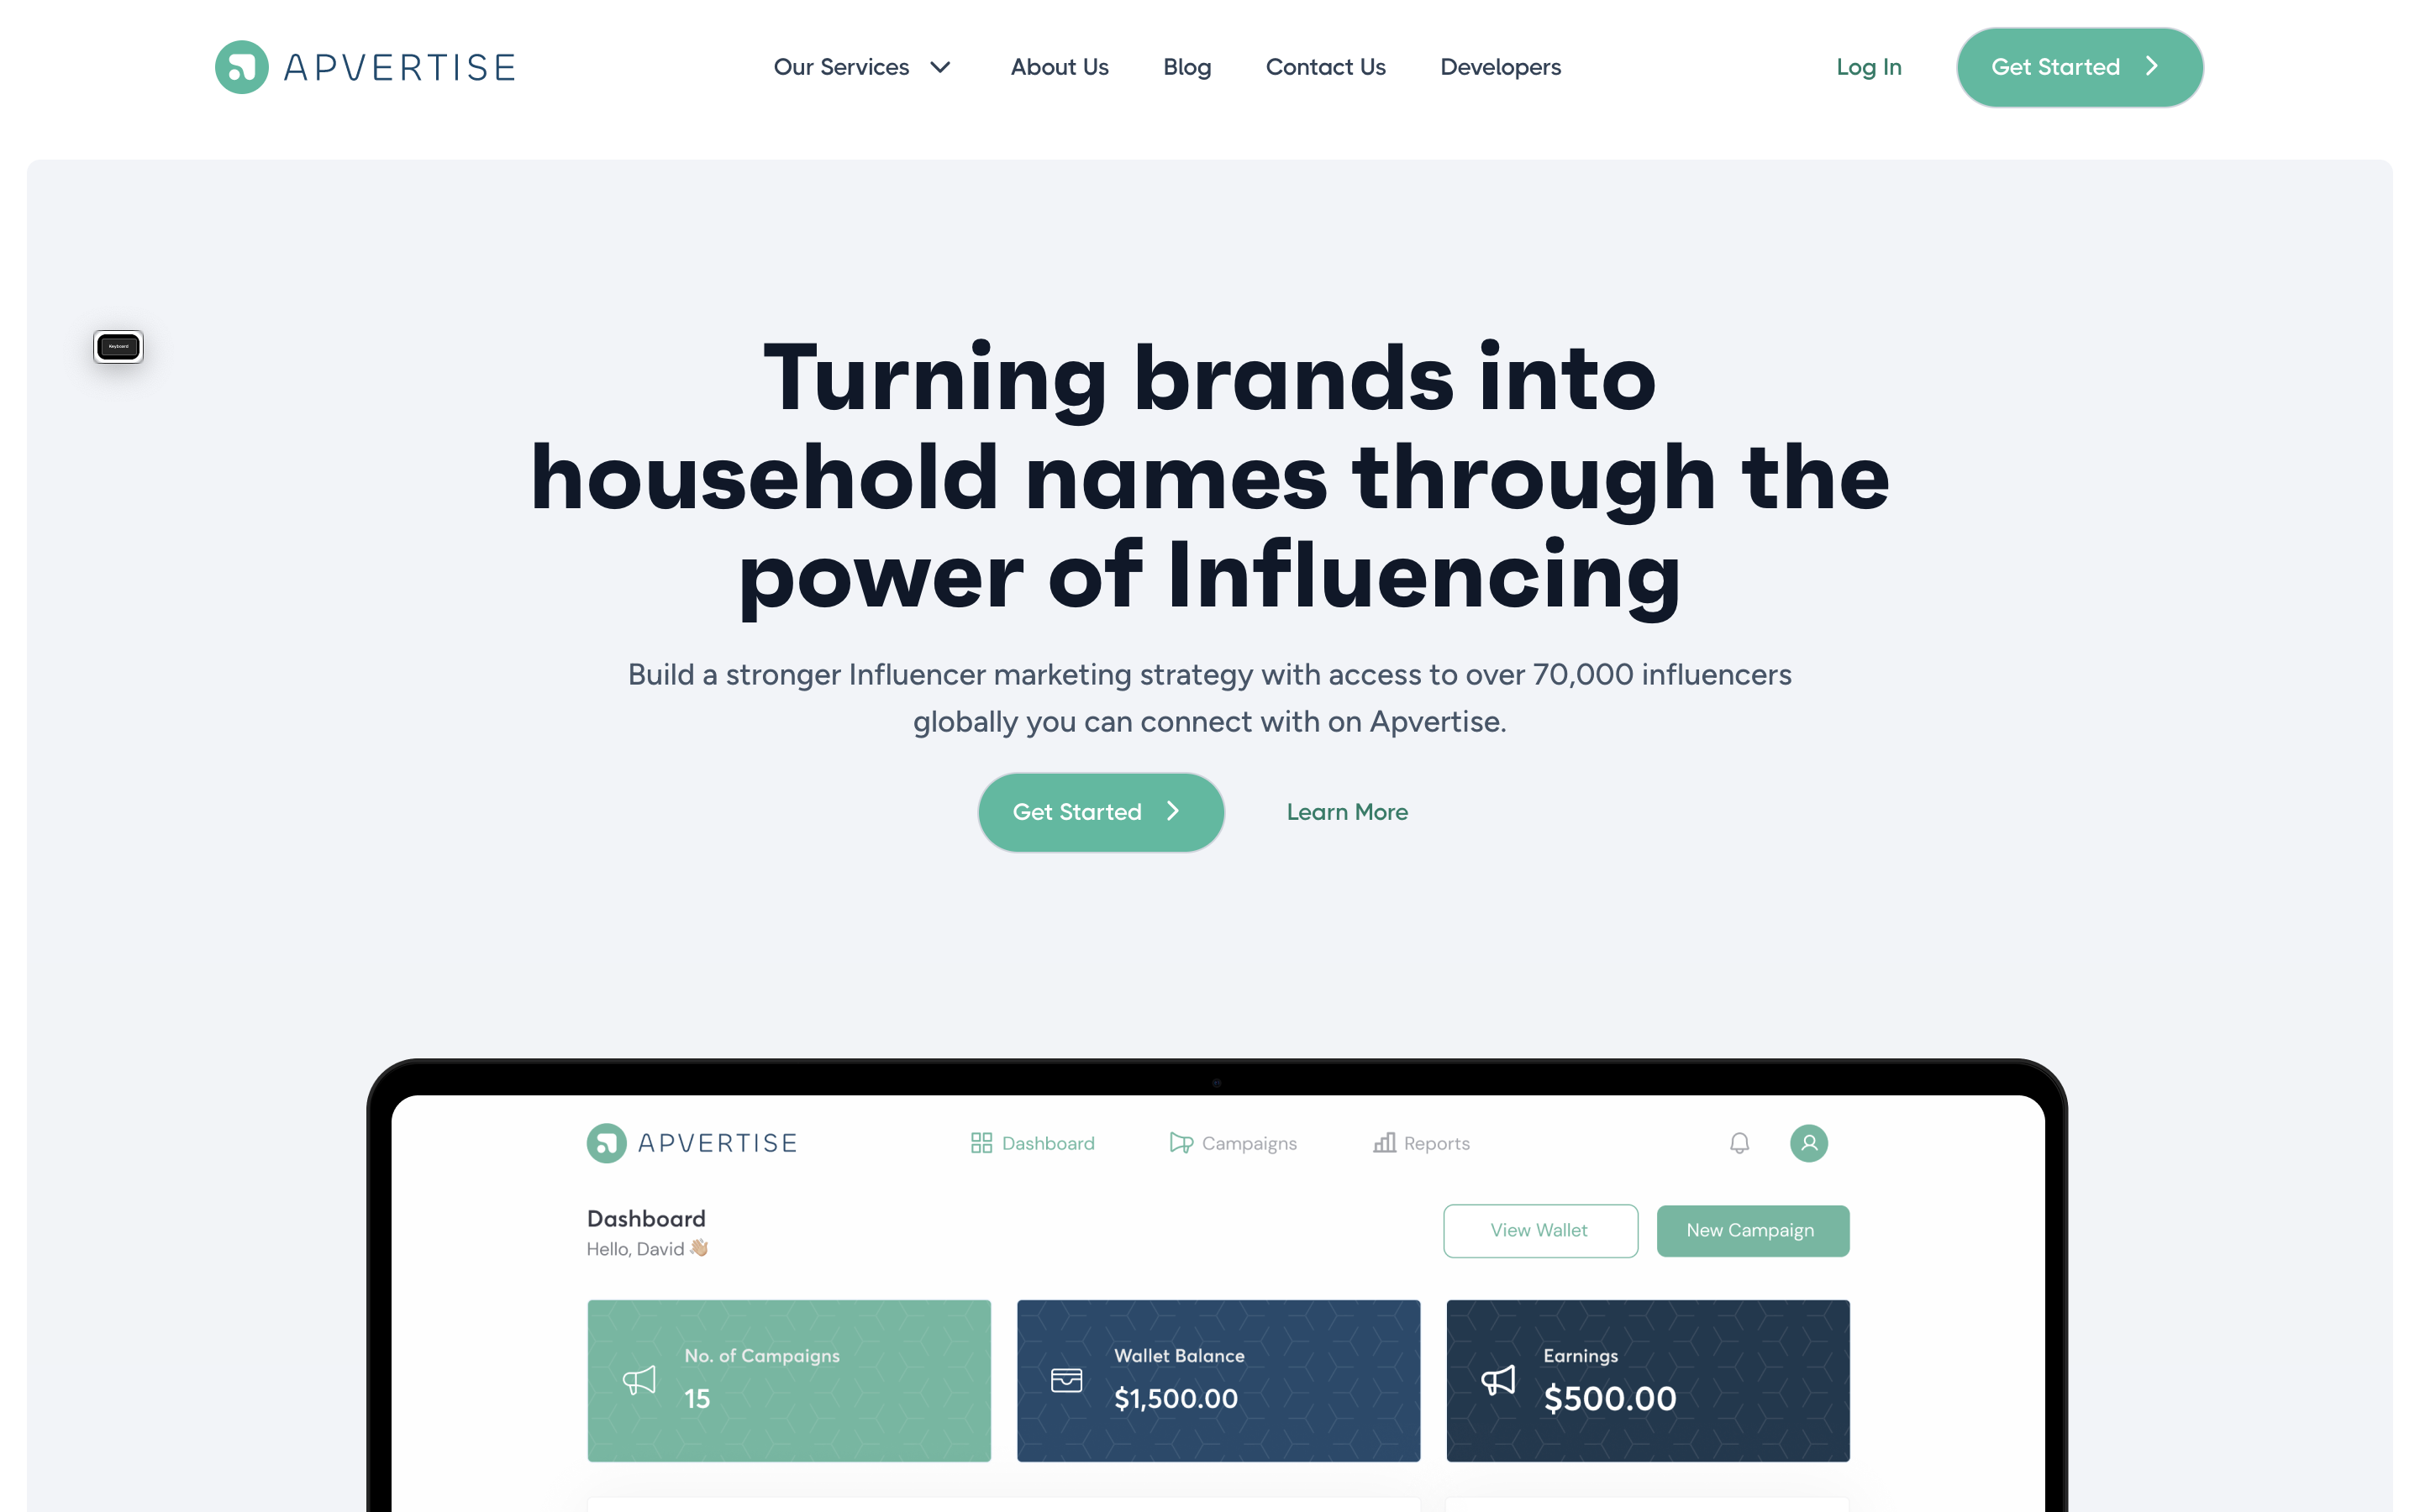 APVERTISE
Our Services
About Us
Blog
Contact Us
Developers
Log In
Get Started
Keyboard
Turning brands into
household names through the
power of Influencing
Build a stronger Influencer marketing strategy with access to over 70,000 influencers
globally you can connect with on Apvertise.
Get Started
Learn More
APVERTISE
Dashboard
Campaigns
Reports
Dashboard
Hello, David 👋🏼
View Wallet
New Campaign
No. of Campaigns
15
Wallet Balance
$1,500.00
Earnings
$500.00